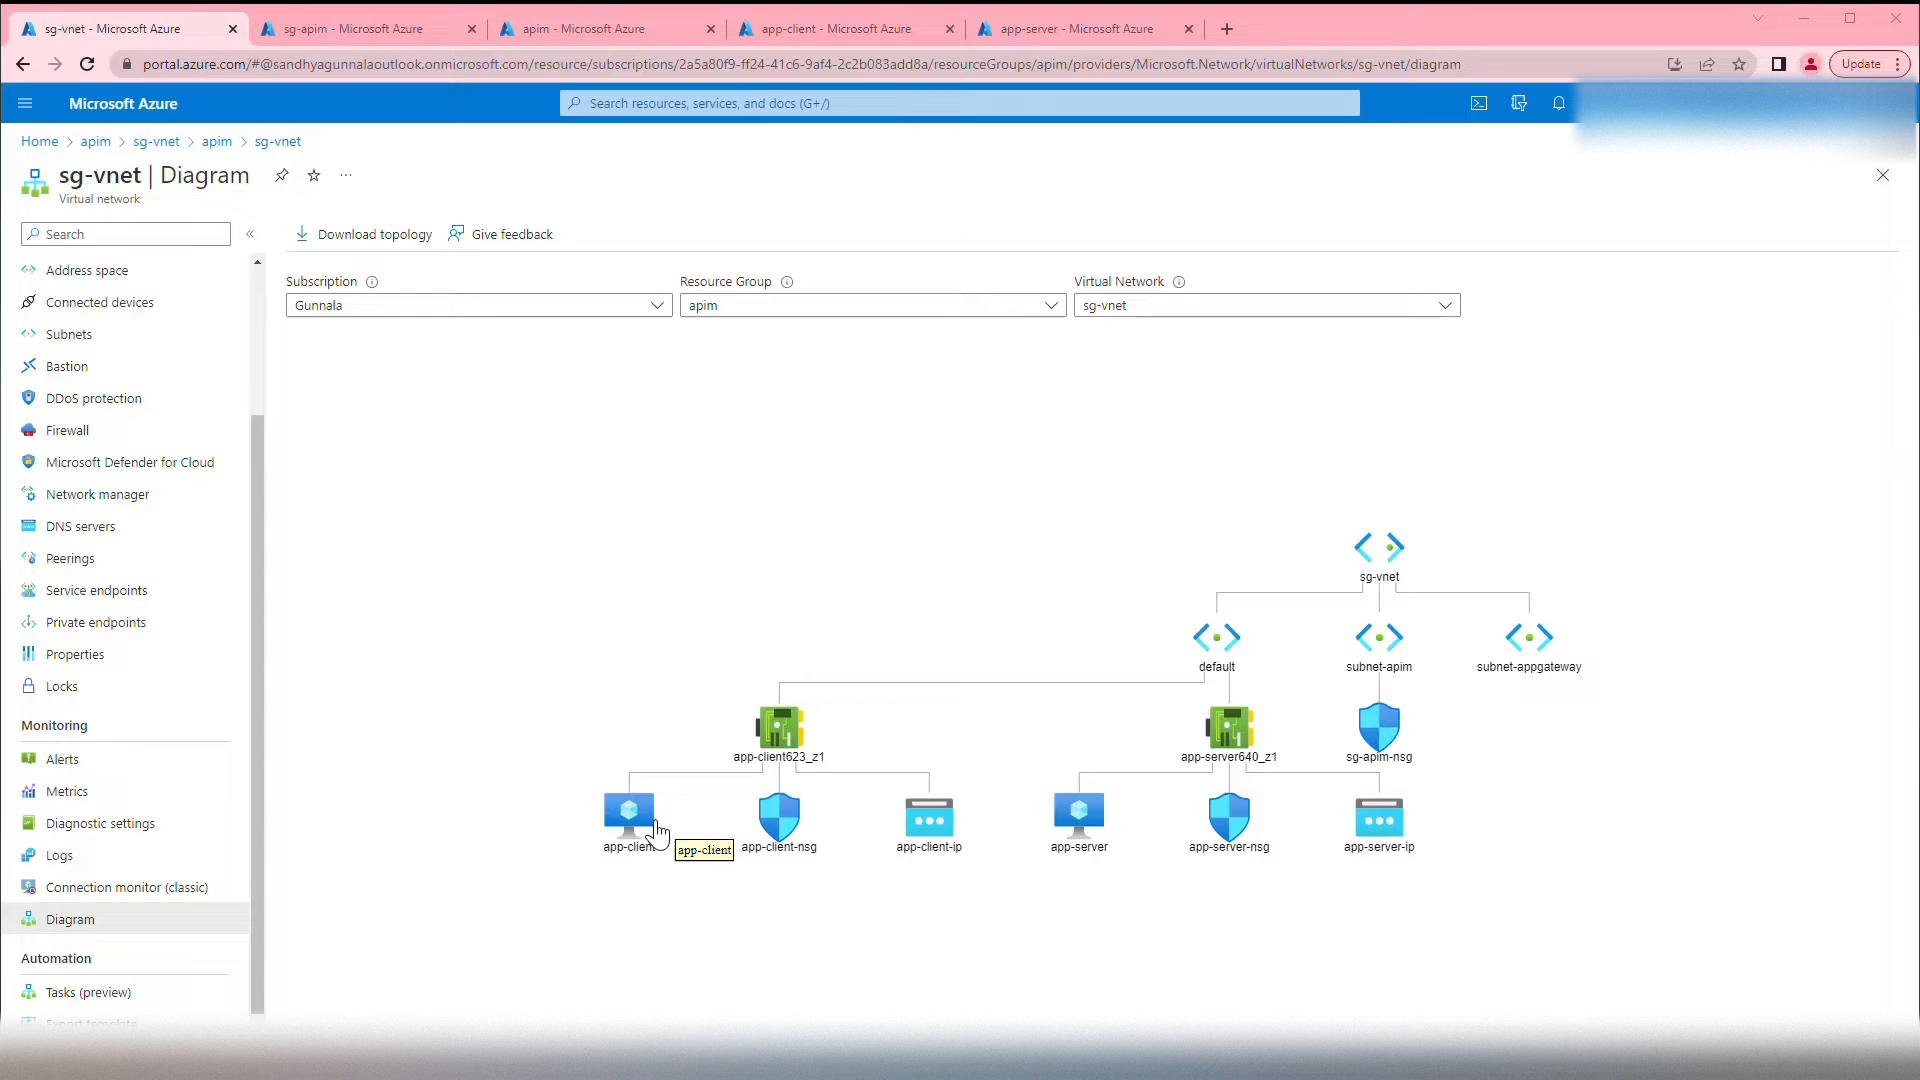 sg-vnet - Microsoft Azure
sg-apim - Microsoft Azure
apim - Microsoft Azure
app-client - Microsoft Azure
app-server - Microsoft Azure
portal.azure.com/#@sandhyagunnalaoutlook.onmicrosoft.com/resource/subscriptions/2a5a80f9-ff24-41c6-9af4-2c2b083add8a/resourceGroups/apim/providers/Microsoft.Network/virtualNetworks/sg-vnet/diagram
Update
Microsoft Azure
Search resources, services, and docs (G+/)
Home > apim > sg-vnet > apim > sg-vnet
sg-vnet | Diagram
Virtual network
Search
Download topology
Give feedback
Address space
Connected devices
Subnets
Bastion
DDoS protection
Firewall
Microsoft Defender for Cloud
Network manager
DNS servers
Peerings
Service endpoints
Private endpoints
Properties
Locks
Monitoring
Alerts
Metrics
Diagnostic settings
Logs
Connection monitor (classic)
Diagram
Automation
Tasks (preview)
Export template
Subscription
Resource Group
Virtual Network
Gunnala
apim
sg-vnet
sg-vnet
default
subnet-apim
subnet-appgateway
app-client623_z1
app-server640_z1
sg-apim-nsg
app-client
app-client
app-client-nsg
app-client-ip
app-server
app-server-nsg
app-server-ip